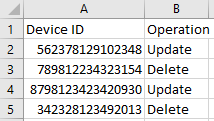 A B
1 Device ID Operation
2 562378129102348 Update
3 789812234323154 Delete
4 8798123423420930 Update
5 342328123492013 Delete